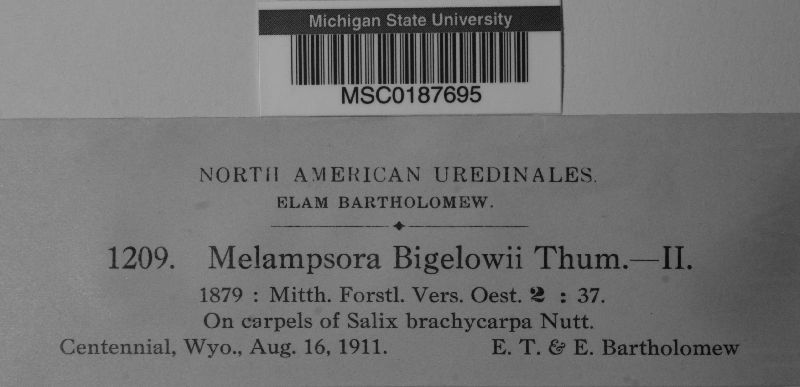 Michigan State University
MSC0187695
NORTH AMERICAN UREDINALES.
ELAM BARTHOLOMEW.
1209. Melampsora Bigelowii Thum.—II.
1879 : Mitth. Forstl. Vers. Oest. 2 : 37.
On carpels of Salix brachycarpa Nutt.
Centennial, Wyo., Aug. 16, 1911. E. T. & E. Bartholomew